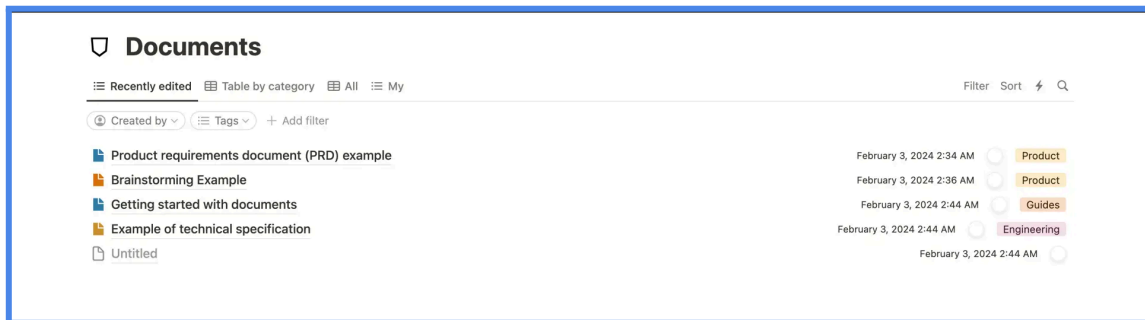 Documents
Recently edited Table by category All My Filter Sort
Created by Tags + Add filter
Product requirements document (PRD) example February 3, 2024 2:34 AM Product
Brainstorming Example February 3, 2024 2:36 AM Product
Getting started with documents February 3, 2024 2:44 AM Guides
Example of technical specification February 3, 2024 2:44 AM Engineering
Untitled February 3, 2024 2:44 AM